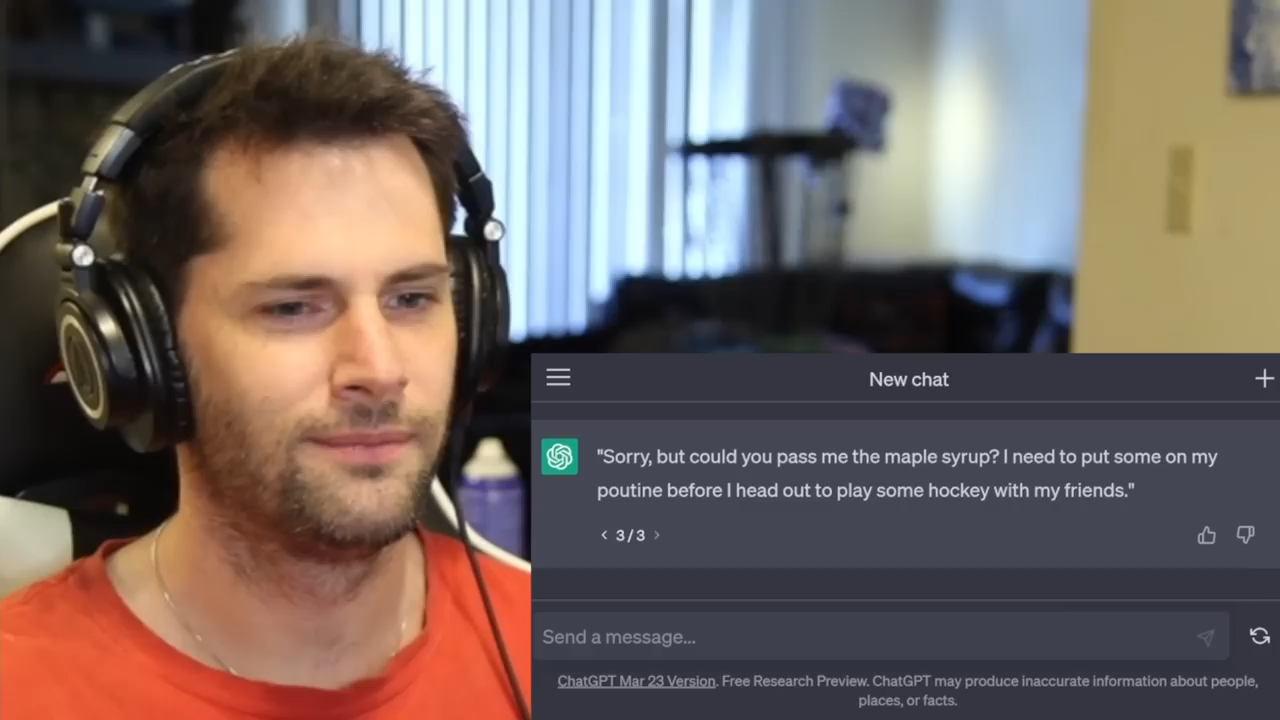 New chat
"Sorry, but could you pass me the maple syrup? I need to put some on my
poutine before I head out to play some hockey with my friends."
< 3/3 >
Send a message...
ChatGPT Mar 23 Version. Free Research Preview. ChatGPT may produce inaccurate information about people,
places, or facts.